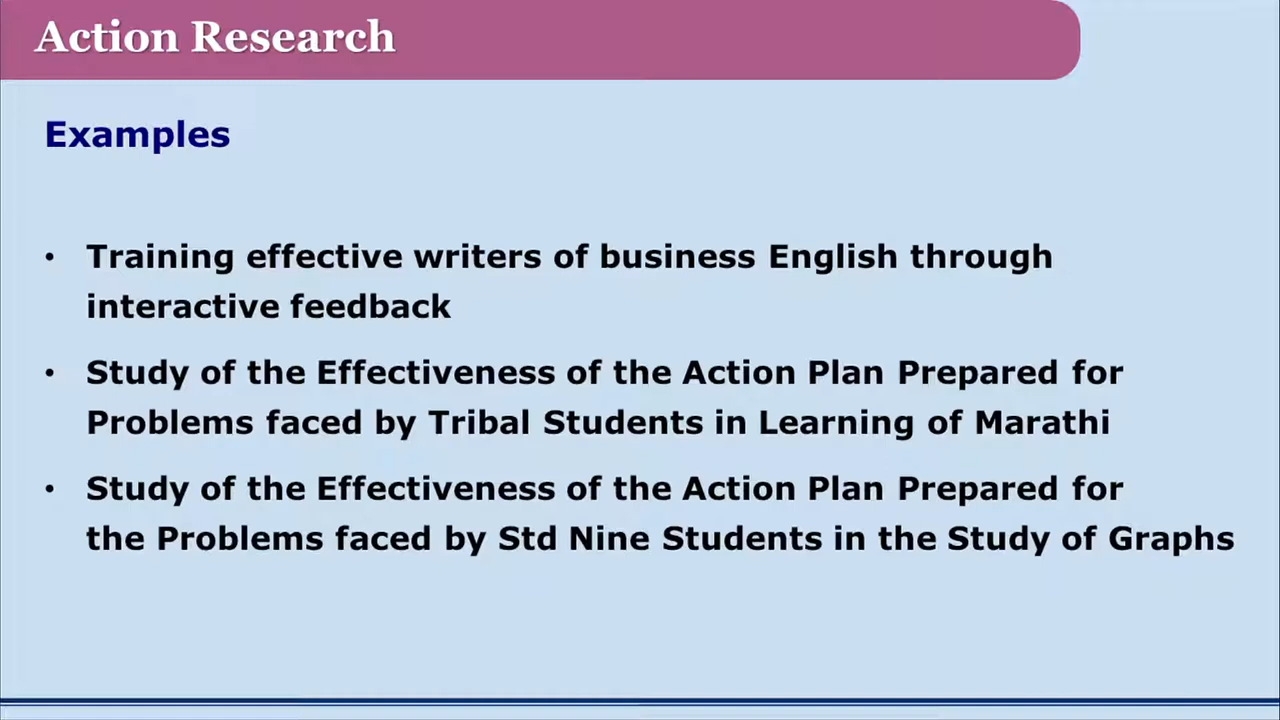 Action Research
Examples
• Training effective writers of business English through
interactive feedback
• Study of the Effectiveness of the Action Plan Prepared for
Problems faced by Tribal Students in Learning of Marathi
• Study of the Effectiveness of the Action Plan Prepared for
the Problems faced by Std Nine Students in the Study of Graphs